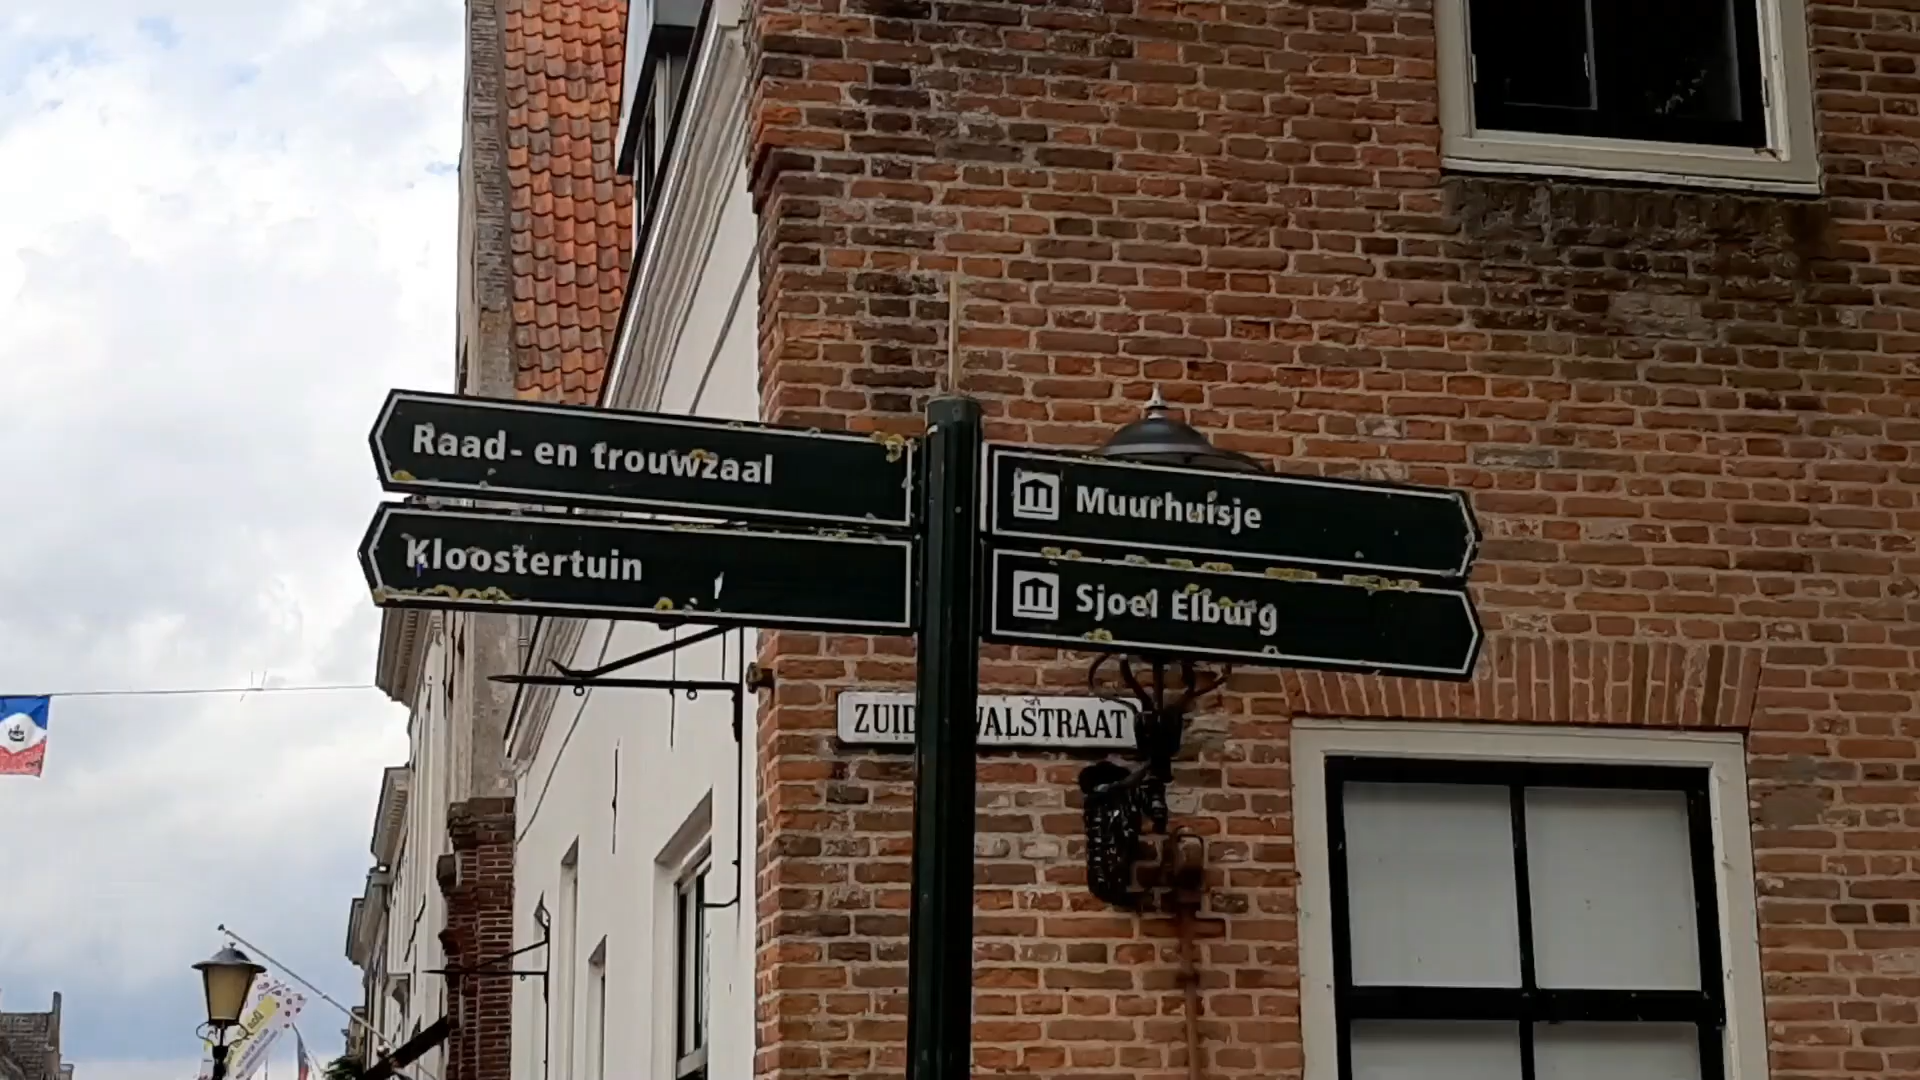 Raad- en trouwzaal
Kloostertuin
Muurhuisje
Sjoel Elburg
ZUID WALSTRAAT